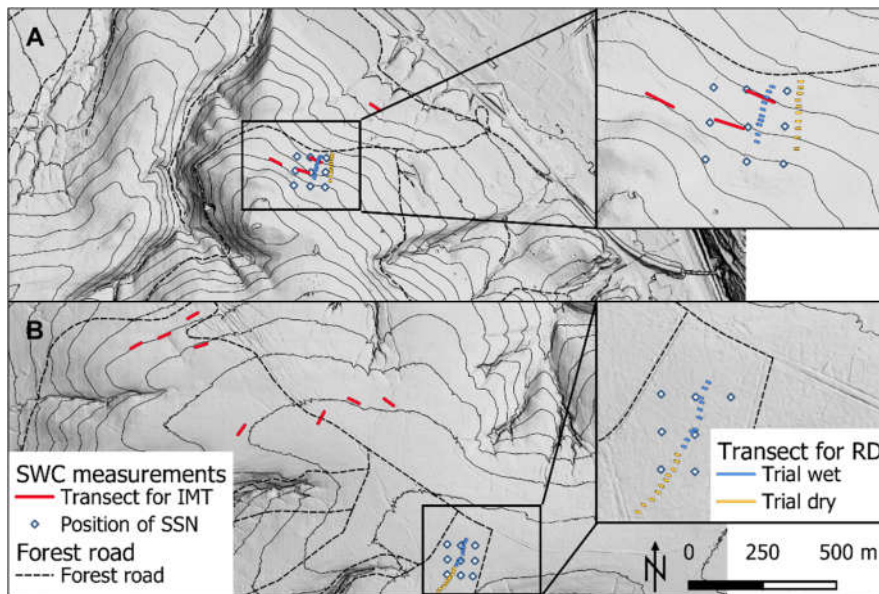 A
B
SWC measurements
Transect for IMT
Position of SSN
Forest road
Forest road
Transect for RD
Trial wet
Trial dry
N
0 250 500 m